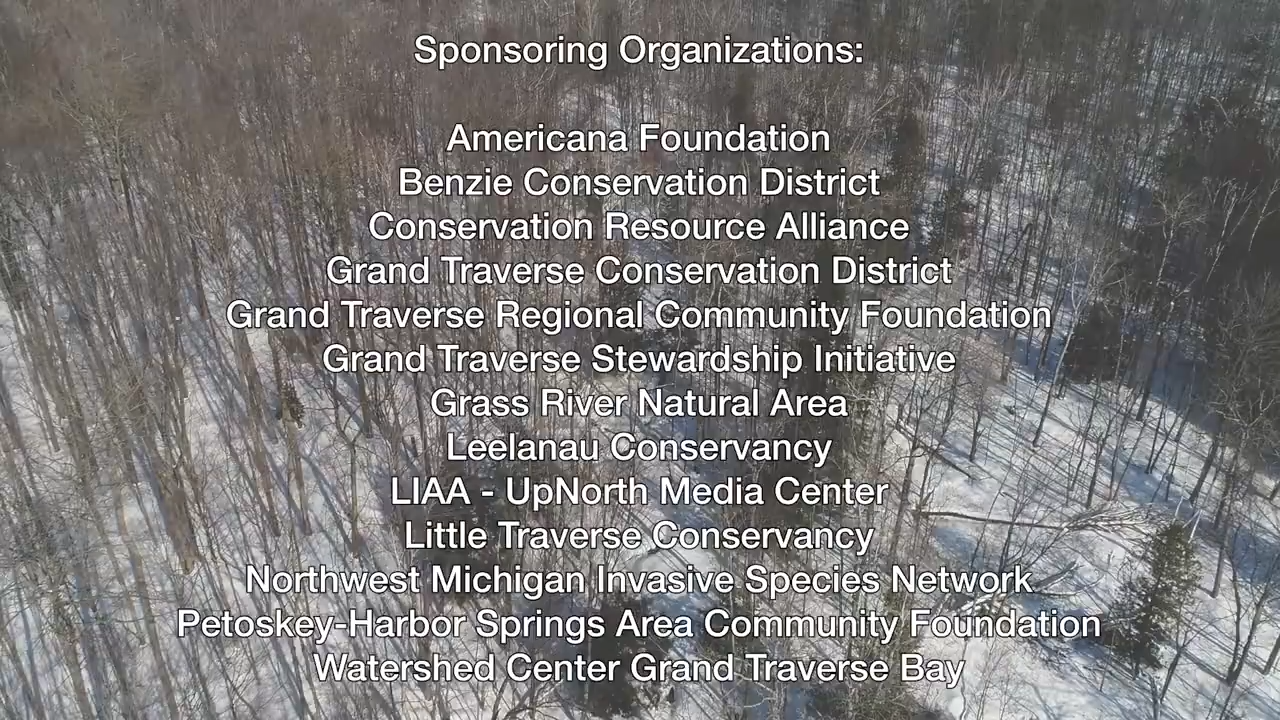 Sponsoring Organizations:
Americana Foundation
Benzie Conservation District
Conservation Resource Alliance
Grand Traverse Conservation District
Grand Traverse Regional Community Foundation
Grand Traverse Stewardship Initiative
Grass River Natural Area
Leelanau Conservancy
LIAA - UpNorth Media Center
Little Traverse Conservancy
Northwest Michigan Invasive Species Network
Petoskey-Harbor Springs Area Community Foundation
Watershed Center Grand Traverse Bay